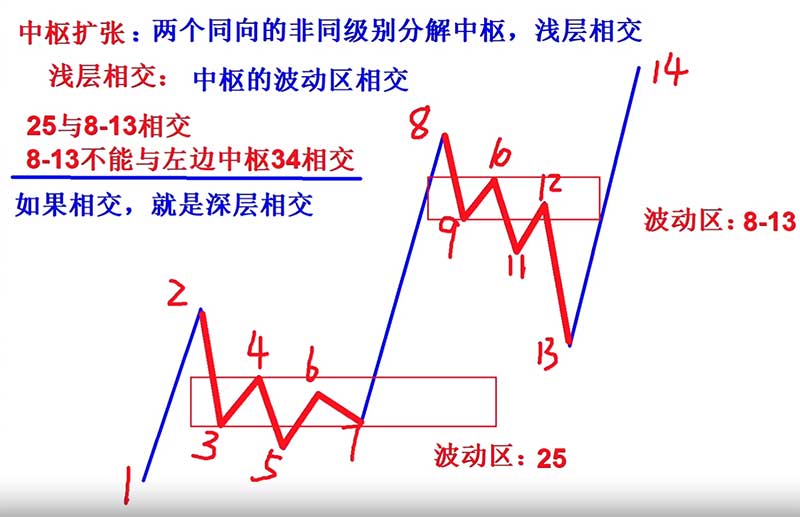 中枢扩张：两个同向的非同级别分解中枢，浅层相交
浅层相交：中枢的波动区相交
25与8-13相交
8-13不能与左边中枢34相交
如果相交，就是深层相交
14
8
10
12
9
11
波动区：8-13
2
13
4
6
3
5
7
波动区：25
1